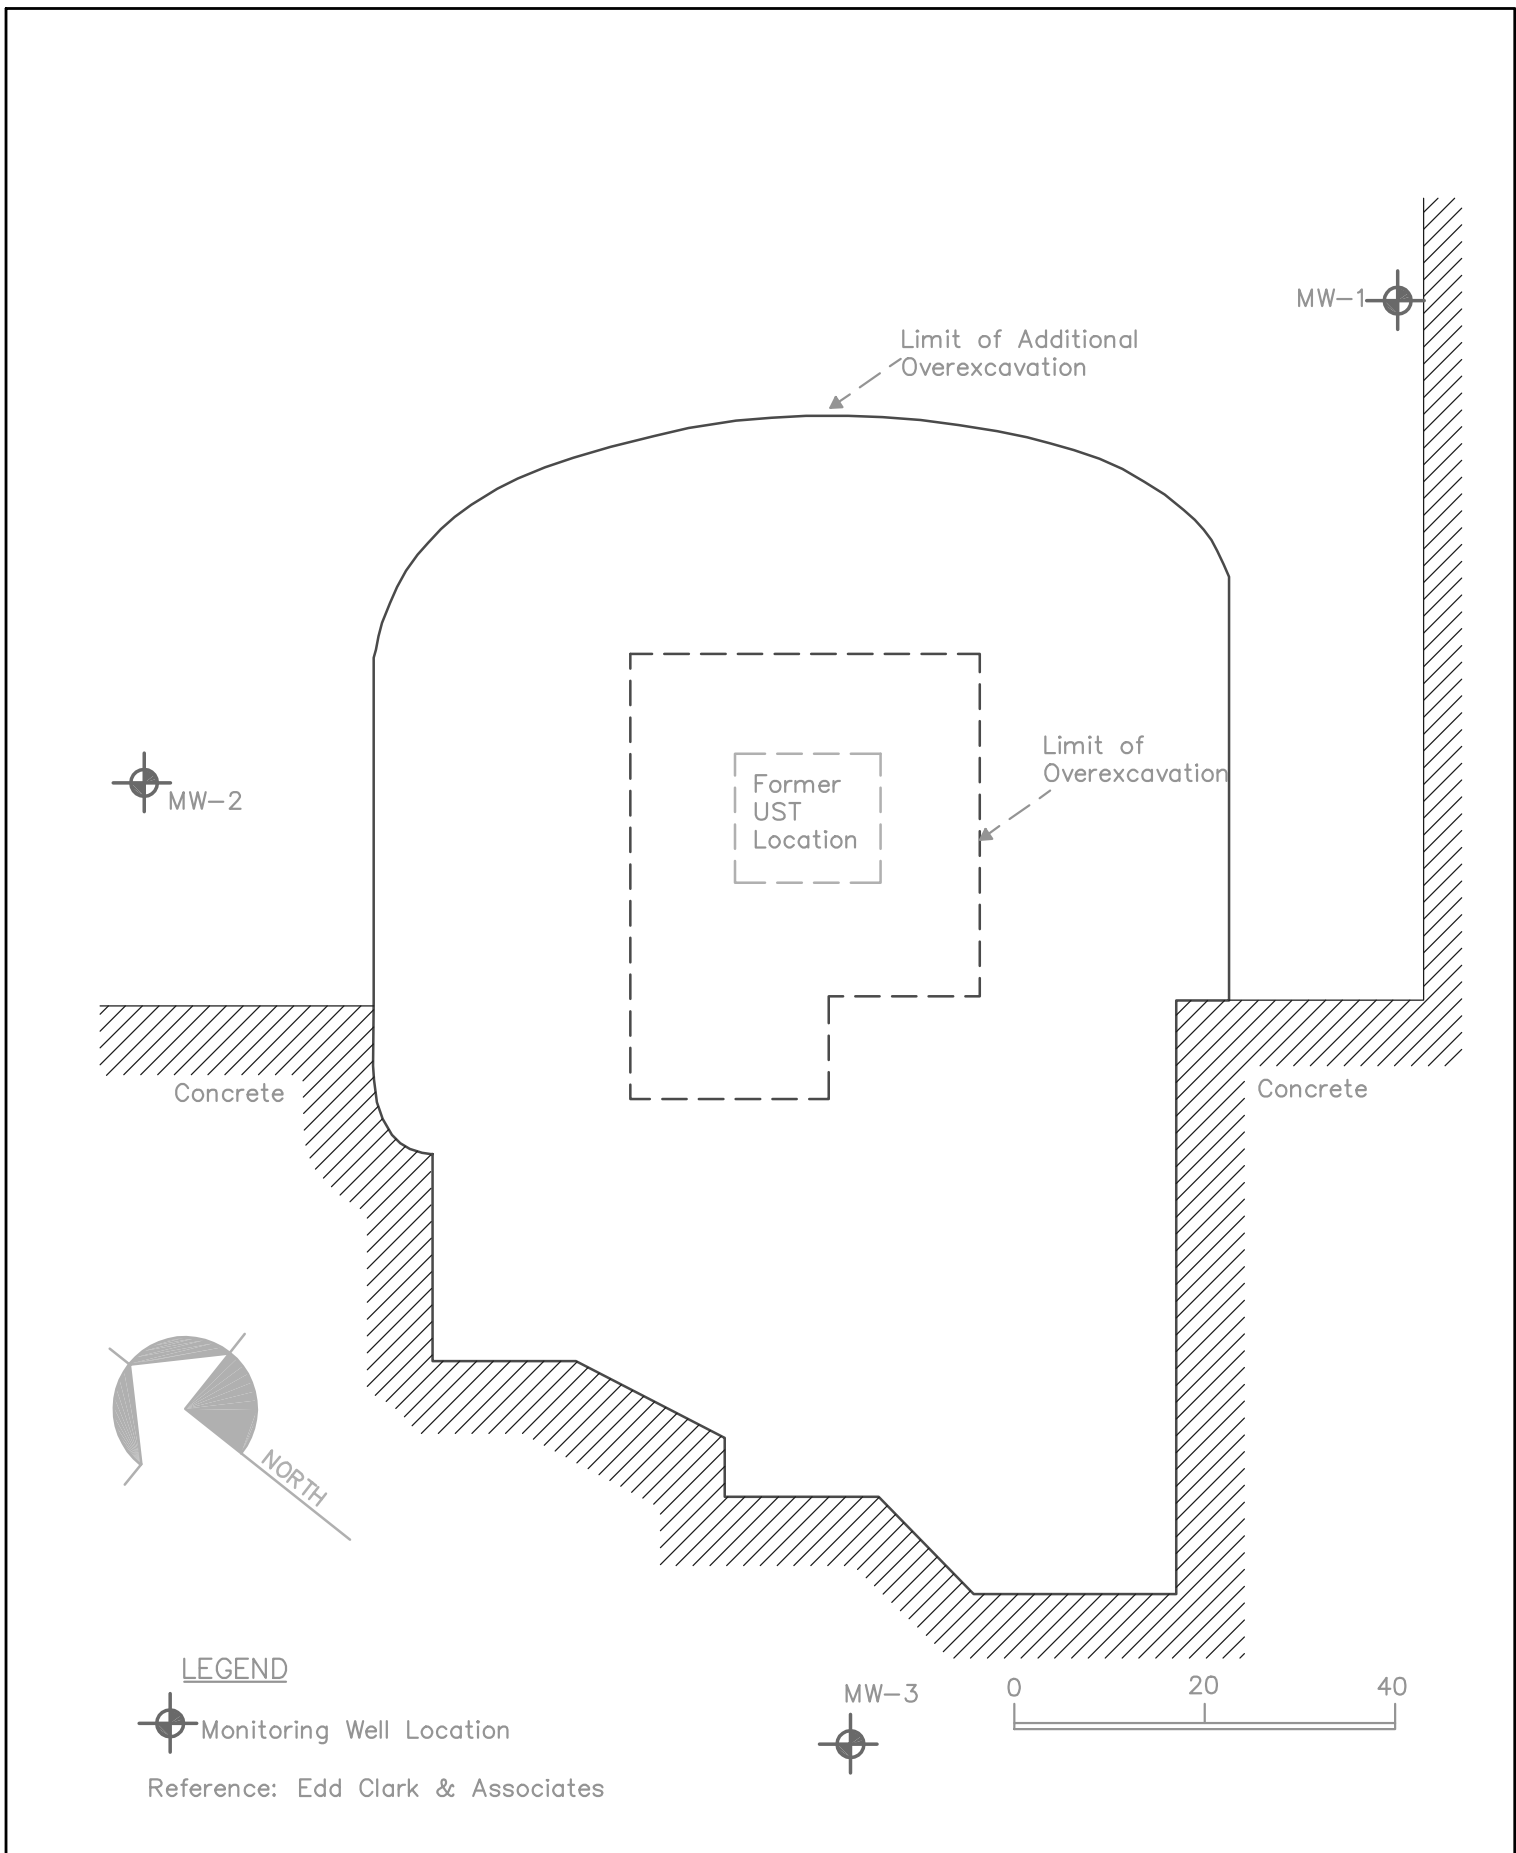 MW-1
Limit of Additional
Overexcavation
Limit of
Overexcavation
Former
UST
Location
MW-2
Concrete
Concrete
NORTH
LEGEND
Monitoring Well Location
Reference: Edd Clark & Associates
MW-3
0 20 40